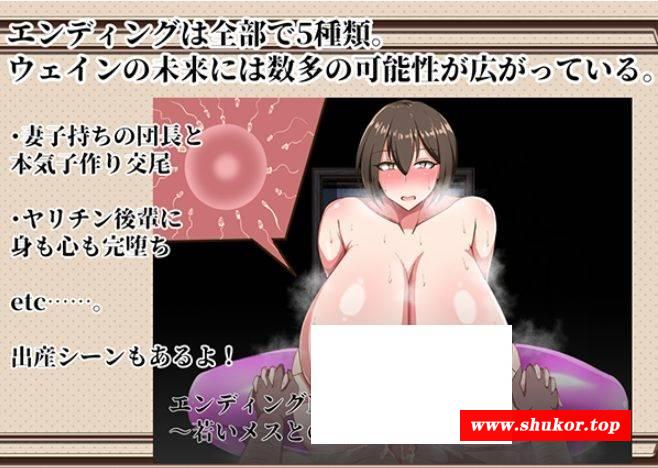 エンディングは全部で5種類。
ウェインの未来には数多の可能性が広がっている。
・妻子持ちの団長と
本気子作り交尾
・ヤリチン後輩に
身も心も完堕ち
etc……。
出産シーンもあるよ！
エンディング
～若いメスと
www.shukor.top